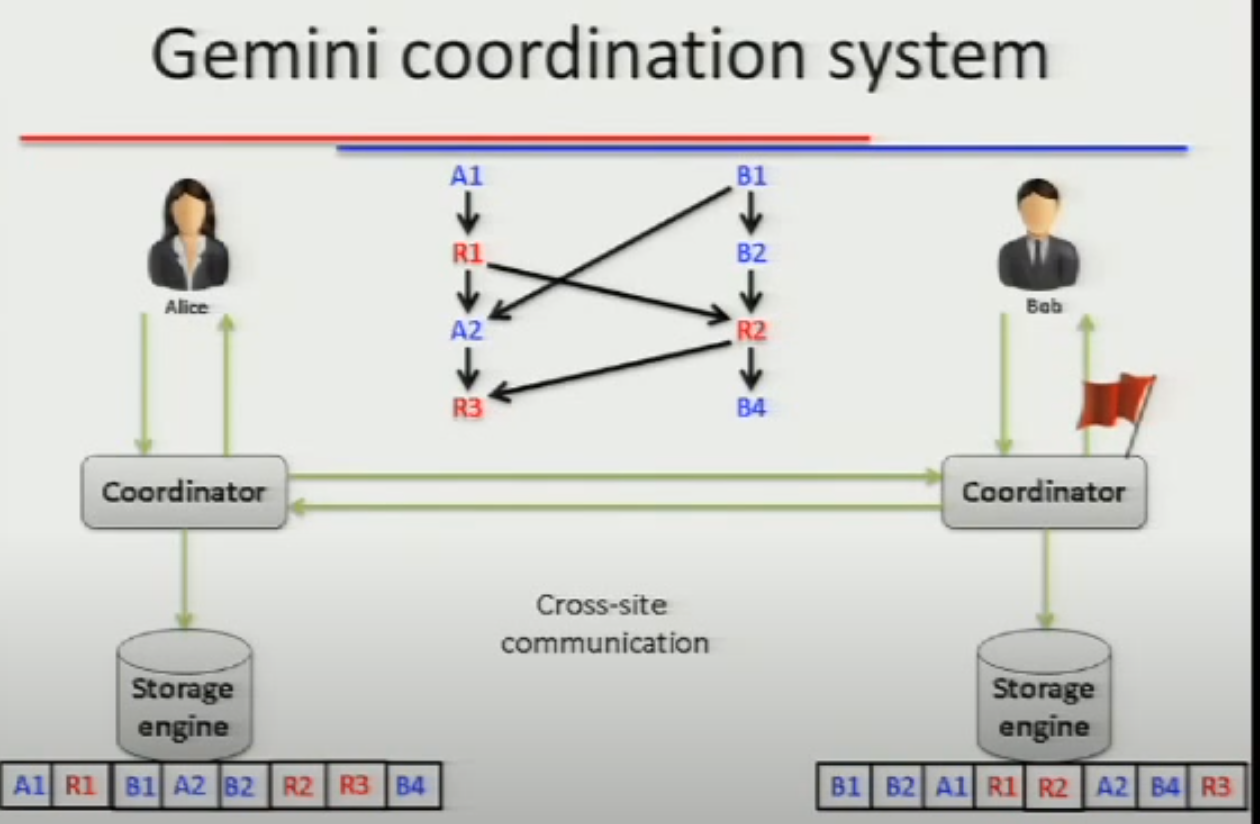 Gemini coordination system
A1 B1
R1 B2
A2 R2
R3 B4
Alice Bob
Coordinator Coordinator
Cross-site
communication
Storage Storage
engine engine
A1 R1 B1 A2 B2 R2 R3 B4 B1 B2 A1 R1 R2 A2 B4 R3